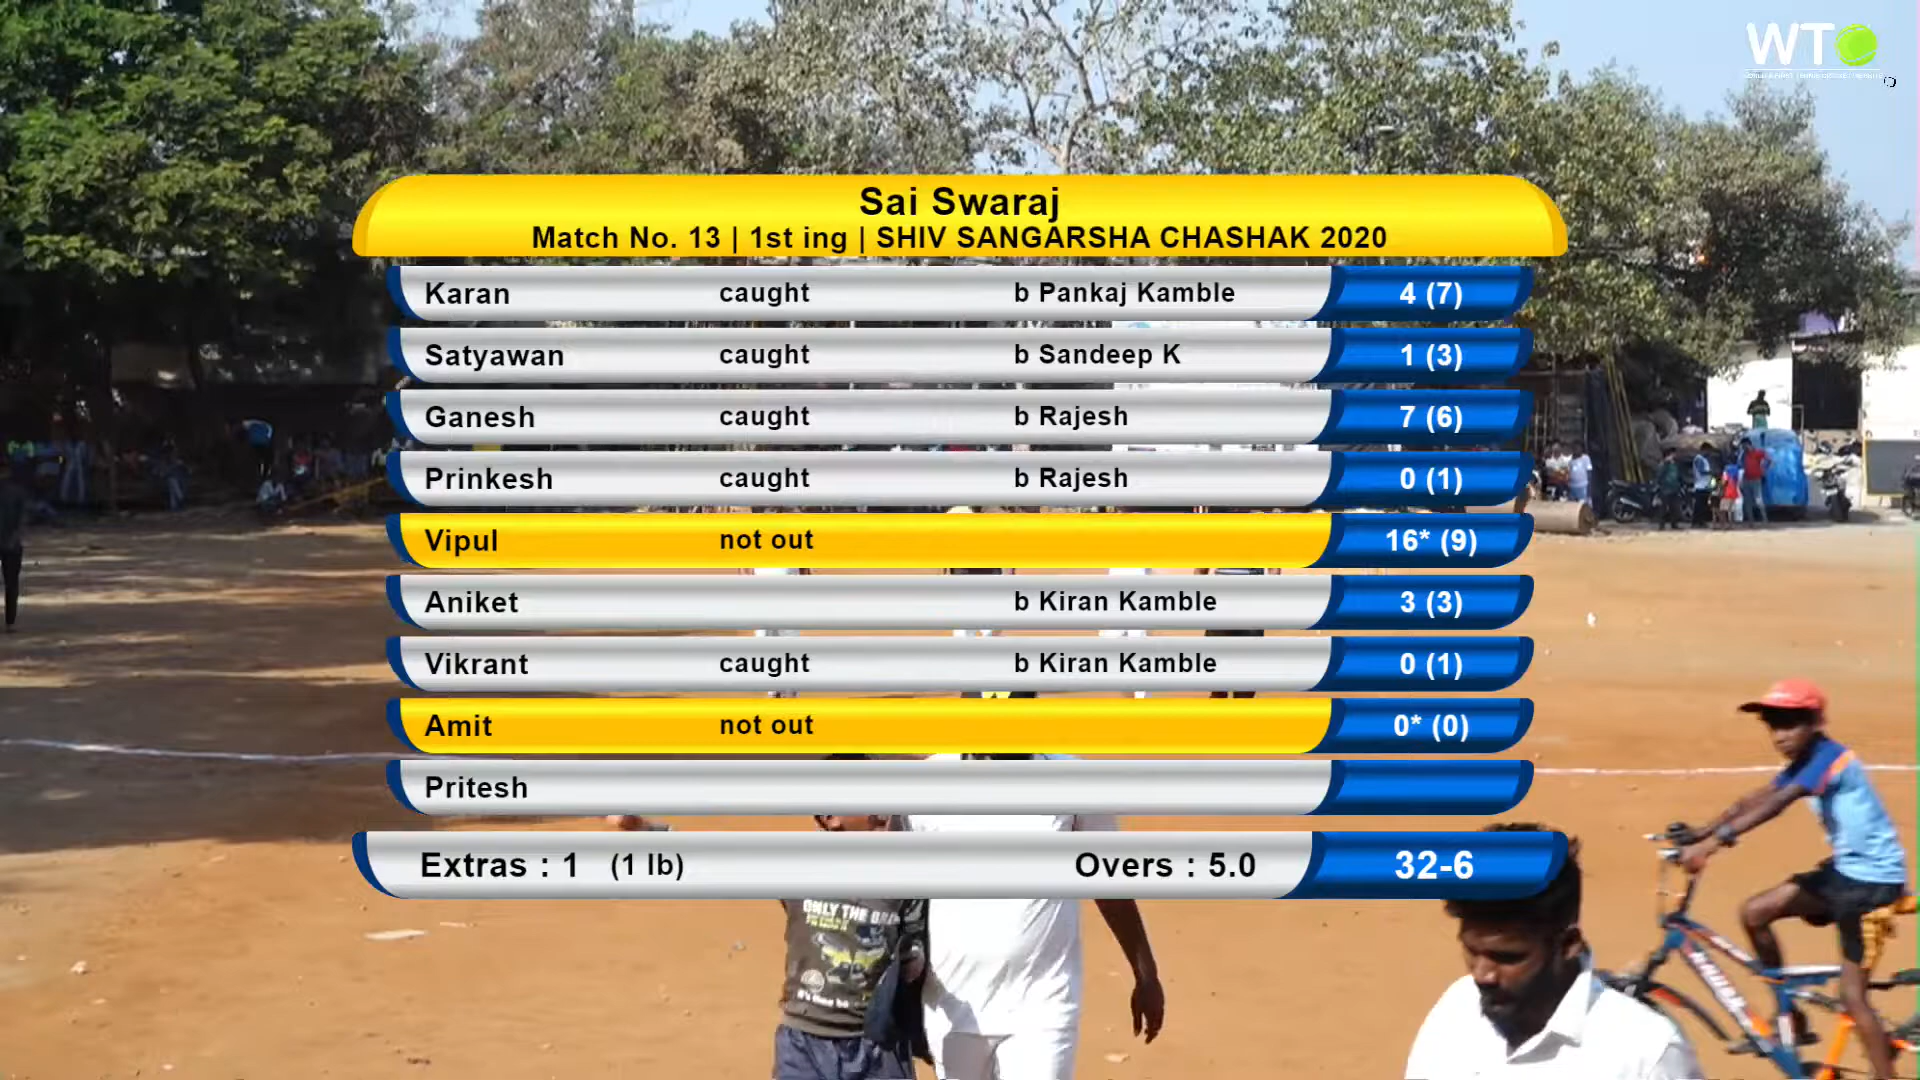 WT
Sai Swaraj
Match No. 13 | 1st ing | SHIV SANGARSHA CHASHAK 2020
Karan caught b Pankaj Kamble 4 (7)
Satyawan caught b Sandeep K 1 (3)
Ganesh caught b Rajesh 7 (6)
Prinkesh caught b Rajesh 0 (1)
Vipul not out 16* (9)
Aniket b Kiran Kamble 3 (3)
Vikrant caught b Kiran Kamble 0 (1)
Amit not out 0* (0)
Pritesh
Extras : 1 (1 lb) Overs : 5.0 32-6
ONLY THE